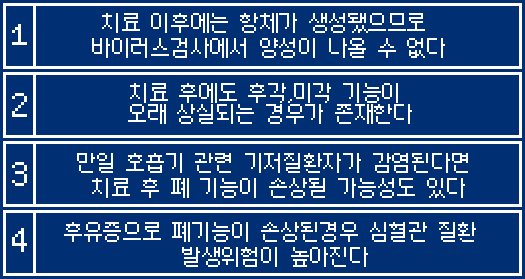 1
치료 이후에는 항체가 생성됐으므로
바이러스검사에서 양성이 나올 수 없다
2
치료 후에도 후각,미각 기능이
오래 상실되는 경우가 존재한다
3
만일 호흡기 관련 기저질환자가 감염된다면
치료 후 폐 기능이 손상될 가능성도 있다
4
후유증으로 폐기능이 손상된경우 심혈관 질환
발생위험이 높아진다